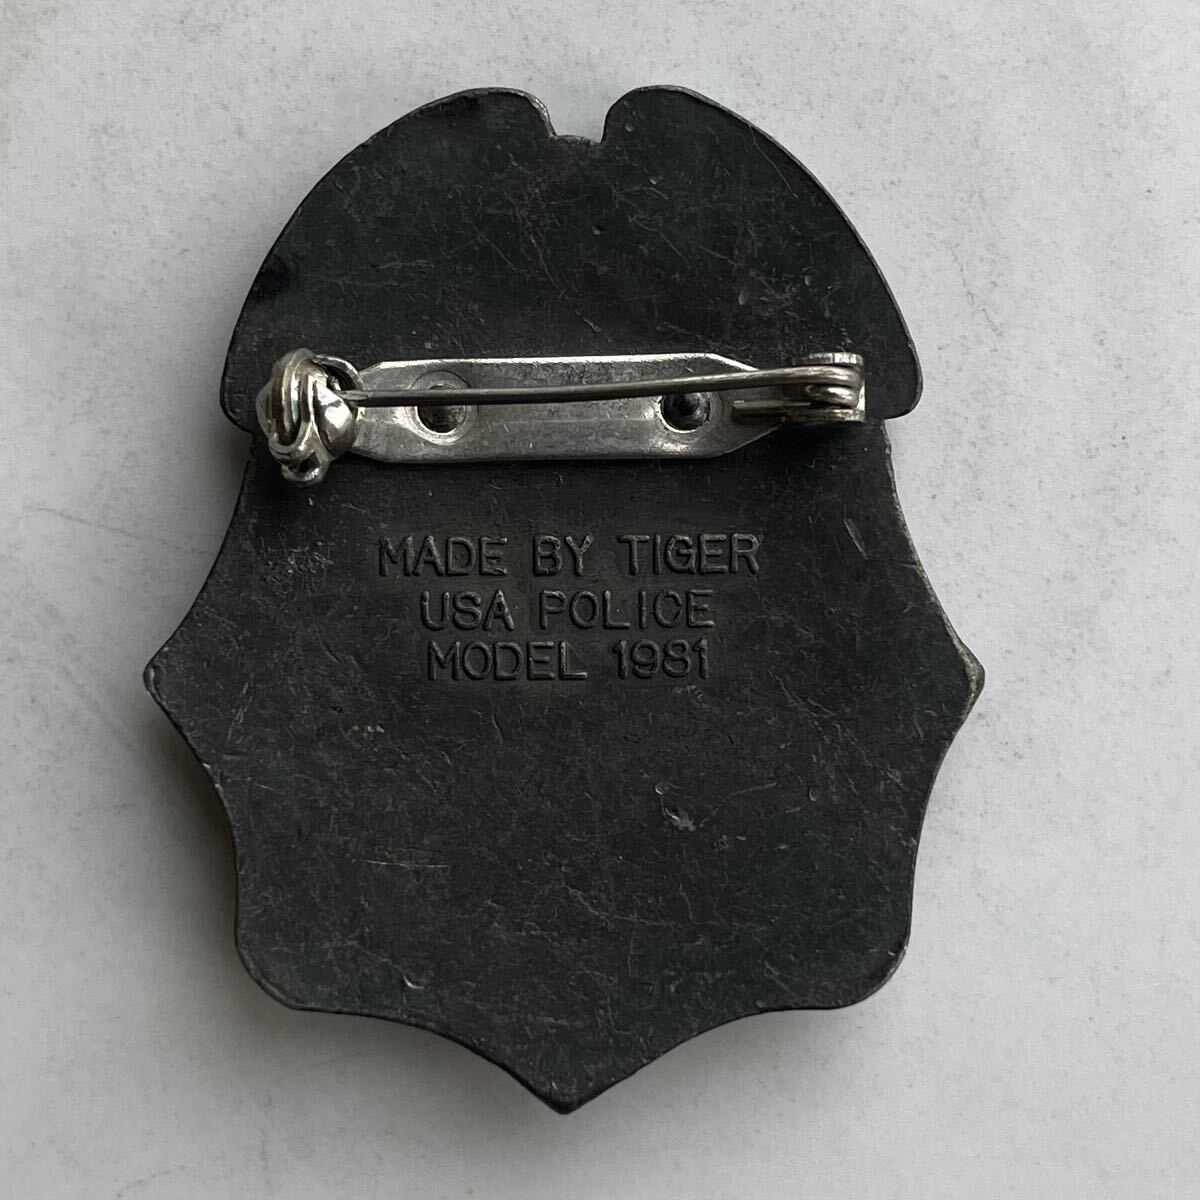 MADE BY TIGER
USA POLICE
MODEL 1981